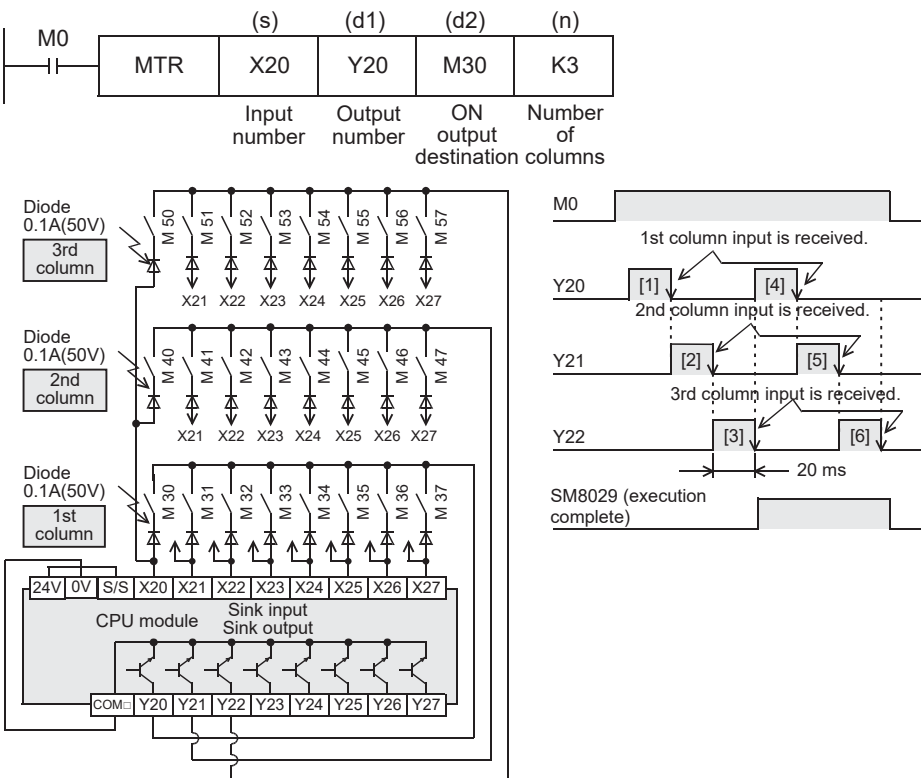 (s) (d1) (d2) (n)
M0
MTR X20 Y20 M30 K3
Input number
Output number
ON output destination
Number of columns
Diode
0.1A(50V)
3rd column
M 50 M 51 M 52 M 53 M 54 M 55 M 56 M 57
X21 X22 X23 X24 X25 X26 X27
Diode
0.1A(50V)
2nd column
M 40 M 41 M 42 M 43 M 44 M 45 M 46 M 47
X21 X22 X23 X24 X25 X26 X27
Diode
0.1A(50V)
1st column
M 30 M 31 M 32 M 33 M 34 M 35 M 36 M 37
24V 0V S/S X20 X21 X22 X23 X24 X25 X26 X27
CPU module
Sink input
Sink output
COM□ Y20 Y21 Y22 Y23 Y24 Y25 Y26 Y27
M0
1st column input is received.
Y20 [1] [4]
2nd column input is received.
Y21 [2] [5]
3rd column input is received.
Y22 [3] [6]
20 ms
SM8029 (execution
complete)